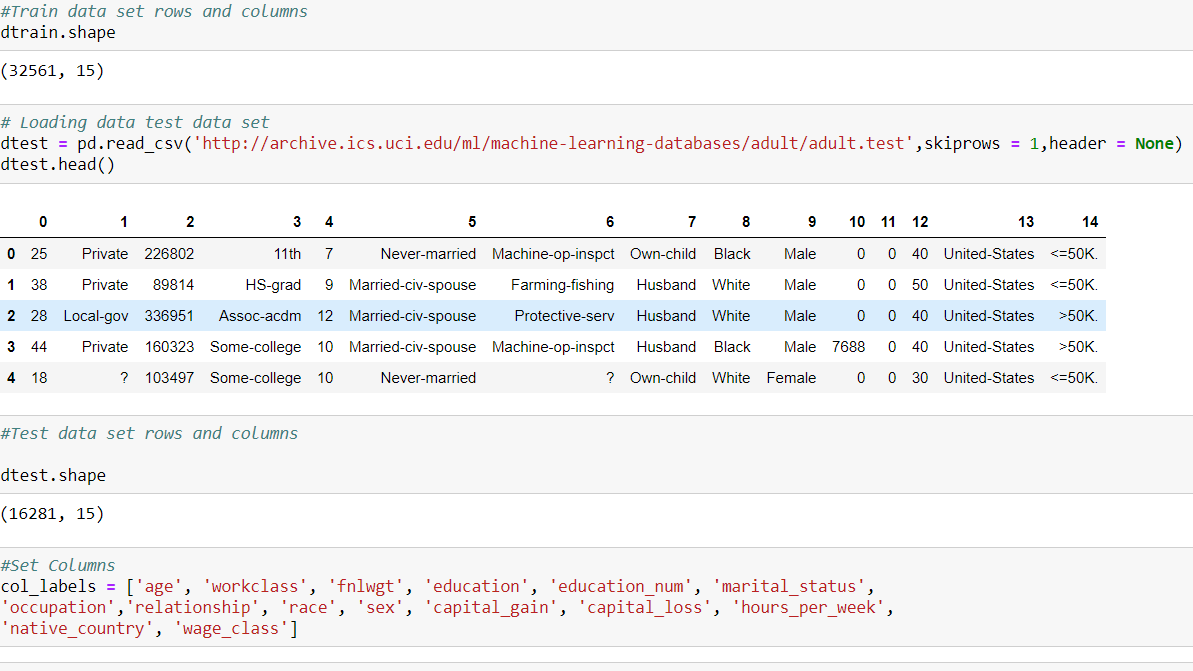 #Train data set rows and columns
dtrain.shape
(32561, 15)
# Loading data test data set
dtest = pd.read_csv('http://archive.ics.uci.edu/ml/machine-learning-databases/adult/adult.test',skiprows = 1,header = None)
dtest.head()
0 1 2 3 4 5 6 7 8 9 10 11 12 13 14
0 25 Private 226802 11th 7 Never-married Machine-op-inspct Own-child Black Male 0 0 40 United-States <=50K.
1 38 Private 89814 HS-grad 9 Married-civ-spouse Farming-fishing Husband White Male 0 0 50 United-States <=50K.
2 28 Local-gov 336951 Assoc-acdm 12 Married-civ-spouse Protective-serv Husband White Male 0 0 40 United-States >50K.
3 44 Private 160323 Some-college 10 Married-civ-spouse Machine-op-inspct Husband Black Male 7688 0 40 United-States >50K.
4 18 ? 103497 Some-college 10 Never-married ? Own-child White Female 0 0 30 United-States <=50K.
#Test data set rows and columns
dtest.shape
(16281, 15)
#Set Columns
col_labels = ['age', 'workclass', 'fnlwgt', 'education', 'education_num', 'marital_status',
'occupation','relationship', 'race', 'sex', 'capital_gain', 'capital_loss', 'hours_per_week',
'native_country', 'wage_class']